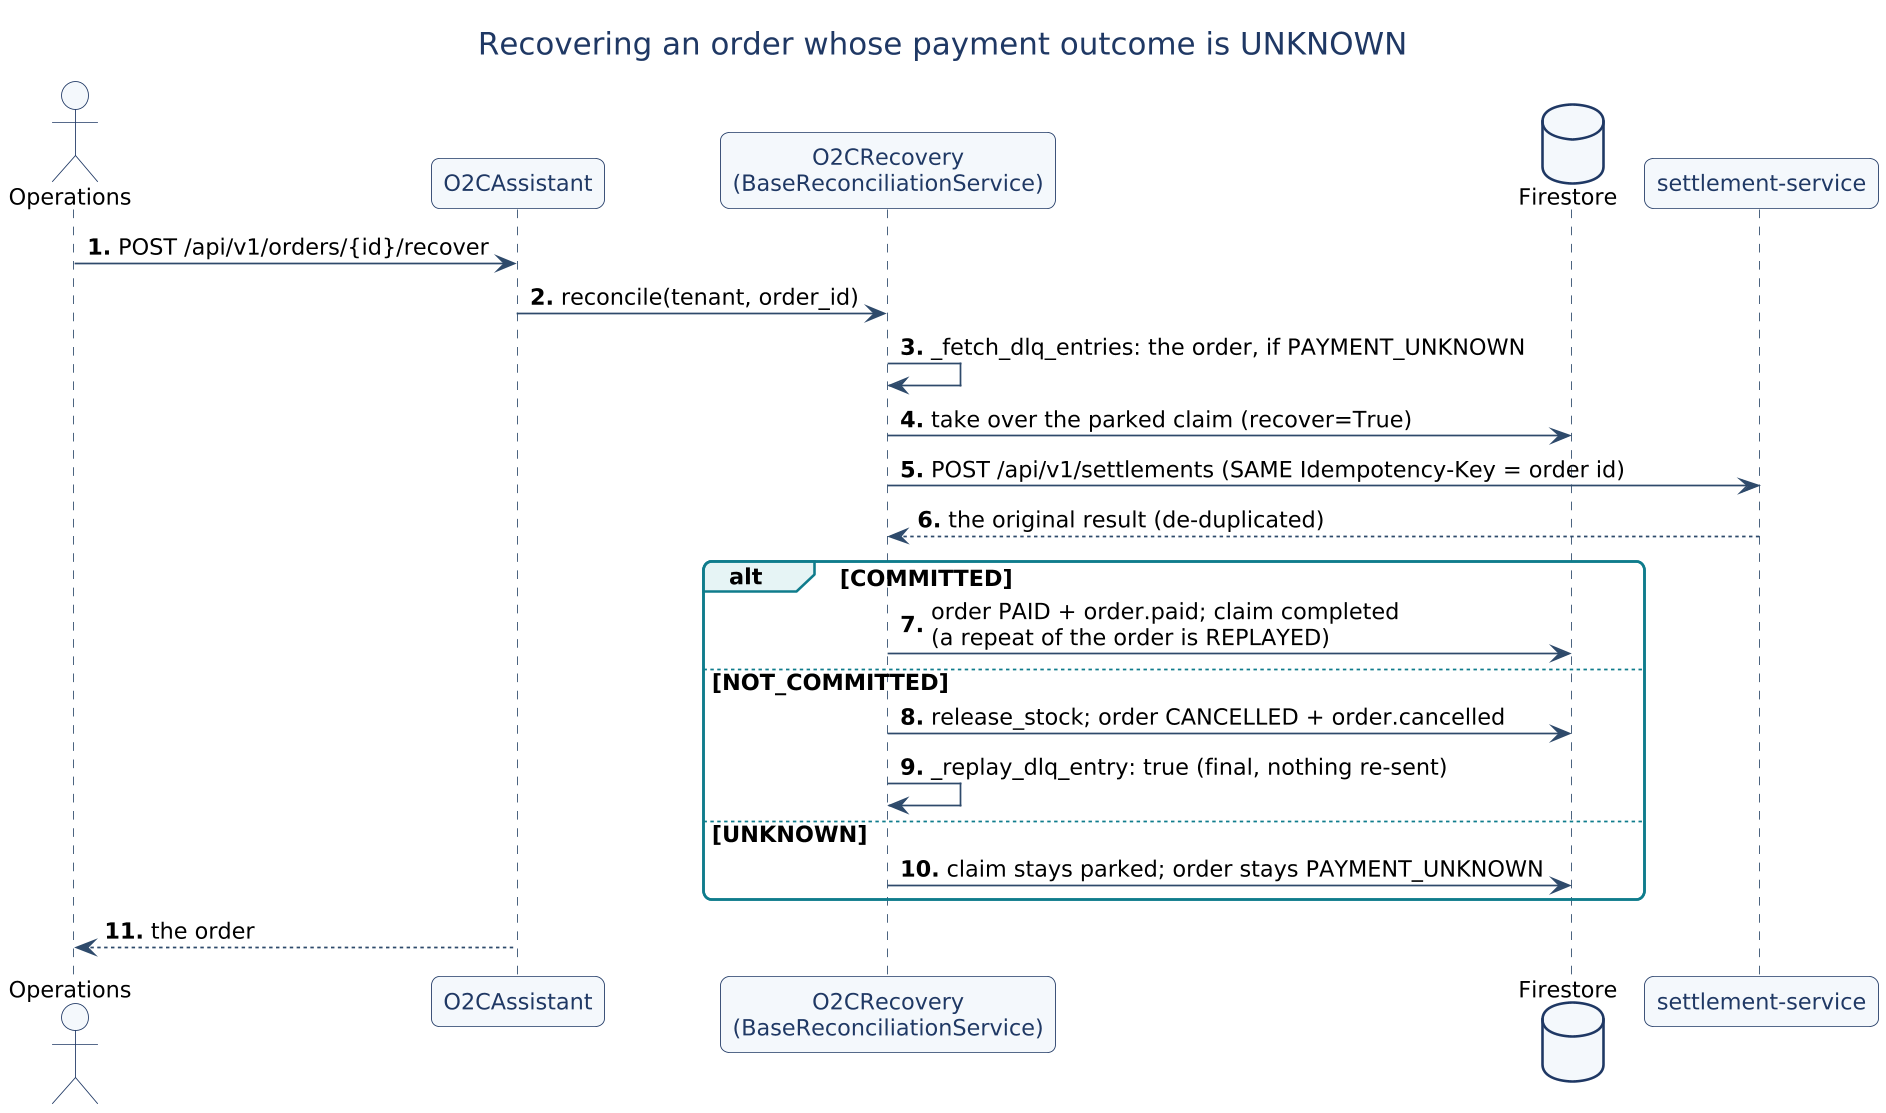 Recovering an order whose payment outcome is UNKNOWN
Operations
O2CAssistant
O2CRecovery
(BaseReconciliationService)
Firestore
settlement-service
1. POST /api/v1/orders/{id}/recover
2. reconcile(tenant, order_id)
3. _fetch_dlq_entries: the order, if PAYMENT_UNKNOWN
4. take over the parked claim (recover=True)
5. POST /api/v1/settlements (SAME Idempotency-Key = order id)
6. the original result (de-duplicated)
alt [COMMITTED]
7. order PAID + order.paid; claim completed
(a repeat of the order is REPLAYED)
[NOT_COMMITTED]
8. release_stock; order CANCELLED + order.cancelled
9. _replay_dlq_entry: true (final, nothing re-sent)
[UNKNOWN]
10. claim stays parked; order stays PAYMENT_UNKNOWN
11. the order
Operations
O2CAssistant
O2CRecovery
(BaseReconciliationService)
Firestore
settlement-service